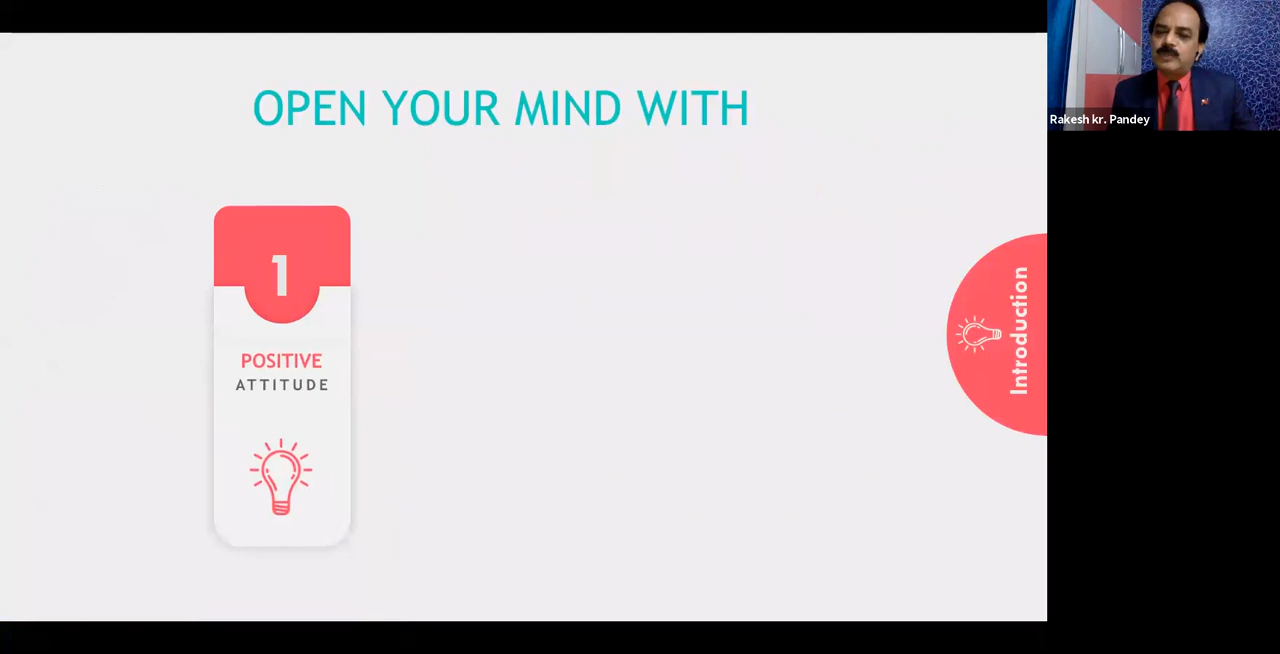 OPEN YOUR MIND WITH
1
POSITIVE
ATTITUDE
Introduction
Rakesh kr. Pandey